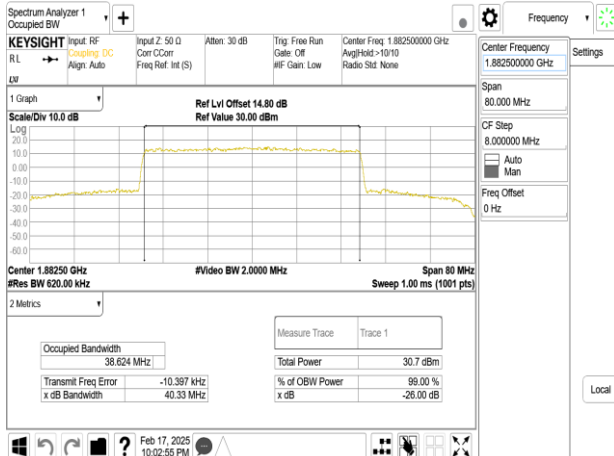 Spectrum Analyzer 1
Occupied BW
+
KEYSIGHT
RL
LXI
Input: RF
Coupling: DC
Align: Auto
Input Z: 50 Ω
Corr CCorr
Freq Ref: Int (S)
Atten: 30 dB
Trig: Free Run
Gate: Off
#IF Gain: Low
Center Freq: 1.882500000 GHz
Avg|Hold:>10/10
Radio Std: None
1 Graph
Scale/Div 10.0 dB
Ref Lvl Offset 14.80 dB
Ref Value 30.00 dBm
Log
20.0
10.0
0.00
-10.0
-20.0
-30.0
-40.0
-50.0
-60.0
Center 1.88250 GHz
#Res BW 620.00 kHz
#Video BW 2.0000 MHz
Span 80 MHz
Sweep 1.00 ms (1001 pts)
2 Metrics
Measure Trace Trace 1
Occupied Bandwidth
38.624 MHz
Total Power 30.7 dBm
Transmit Freq Error -10.397 kHz
% of OBW Power 99.00 %
x dB Bandwidth 40.33 MHz
x dB -26.00 dB
?
Feb 17, 2025
10:02:55 PM
Frequency
Center Frequency
1.882500000 GHz
Settings
Span
80.000 MHz
CF Step
8.000000 MHz
Auto
Man
Freq Offset
0 Hz
Local